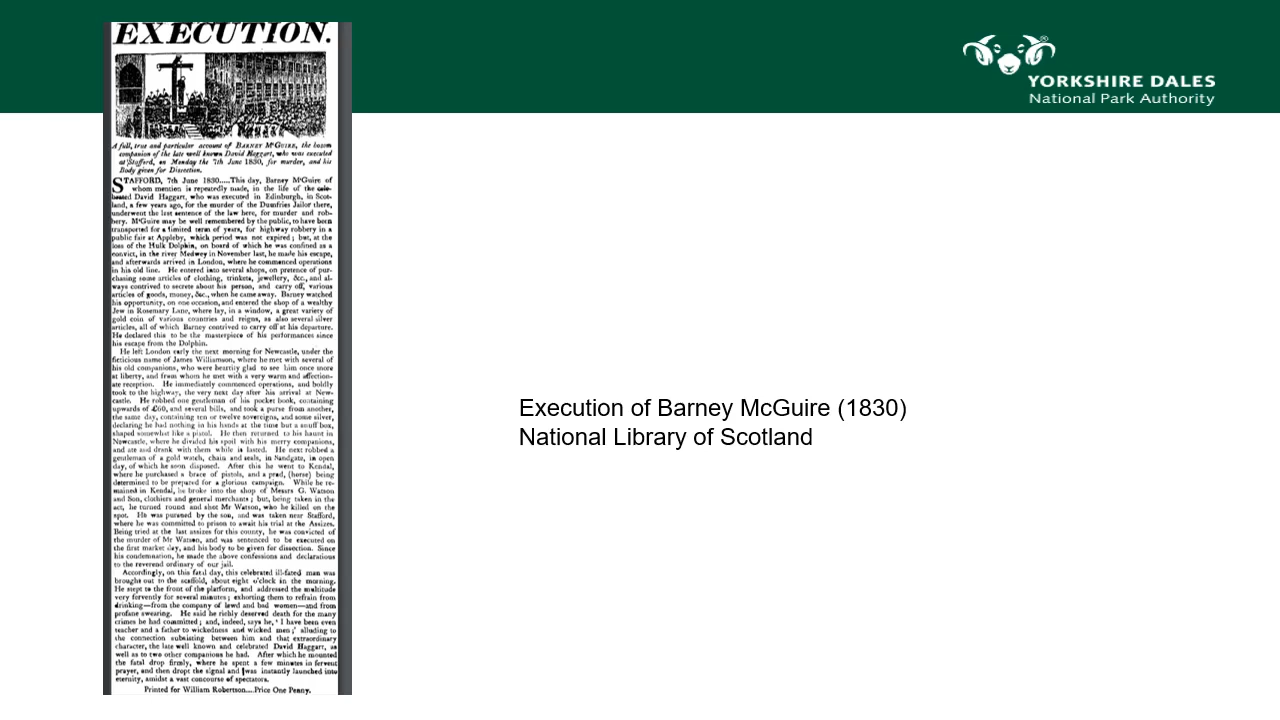 EXECUTION.
A full, true and particular account of BARNEY McGUIRE, the bosom
companion of the late well known David Haggart, who was executed
at Stafford, on Monday the 7th June 1830, for murder, and his
Body given for Dissection.
STAFFORD, 7th June 1830.....This day, Barney McGuire of
whom mention is repeatedly made, in the life of the cele-
brated David Haggart, who was executed in Edinburgh, in Scot-
land, a few years ago, for the murder of the Dumfries Jailor there,
underwent the last sentence of the law here, for murder and rob-
bery. McGuire may be well remembered by the public, to have been
transported for a limited term of years, for highway robbery in a
public fair at Appleby, which period was not expired; but, at the
loss of the Hulk Dolphin, on board of which he was confined as a
convict, in the river Medwey in November last, he made his escape,
and afterwards arrived in London, where he commenced operations
in his old line. He entered into several shops, on pretence of pur-
chasing some articles of clothing, trinkets, jewellery, &c., and al-
ways contrived to secrete about his person, and carry off, various
articles of goods, money, &c., when he came away. Barney watched
his opportunity, on one occasion, and entered the shop of a wealthy
Jew in Rosemary Lane, where lay, in a window, a great variety of
gold coin of various countries and reigns, as also several silver
articles, all of which Barney contrived to carry off at his departure.
He declared this to be the masterpiece of his performances since
his escape from the Dolphin.
He left London early the next morning for Newcastle, under the
ficticious name of James Williamson, where he met with several of
his old companions, who were heartily glad to see him once more
at liberty, and from whom he met with a very warm and affection-
ate reception. He immediately commenced operations, and boldly
took to the highway, the very next day after his arrival at New-
castle. He robbed one gentleman of his pocket book, containing
upwards of £60, and several bills, and took a purse from another,
the same day, containing ten or twelve sovereigns, and some silver,
declaring he had nothing in his hands at the time but a snuff box,
shaped somewhat like a pistol. He then returned to his haunt in
Newcastle, where he divided his spoil with his merry companions,
and ate and drank with them while is lasted. He next robbed a
gentleman of a gold watch, chain and seals, in Sandgate, in open
day, of which he soon disposed. After this he went to Kendal,
where he purchased a brace of pistols, and a prad, (horse) being
determined to be prepared for a glorious campaign. While he re-
mained in Kendal, he broke into the shop of Messrs G. Watson
and Son, clothiers and general merchants; but, being taken in the
act, he turned round and shot Mr Watson, who he killed on the
spot. He was pursued by the son, and was taken near Stafford,
where he was committed to prison to await his trial at the Assizes.
Being tried at the last assizes for this county, he was convicted of
the murder of Mr Watson, and was sentenced to be executed on
the first market day, and his body to be given for dissection. Since
his condemnation, he made the above confessions and declarations
to the reverend ordinary of our jail.
Accordingly, on this fatal day, this celebrated ill-fated man was
brought out to the scaffold, about eight o'clock in the morning.
He stept to the front of the platform, and addressed the multitude
very fervently for several minutes; exhorting them to refrain from
drinking—from the company of lewd and bad women—and from
profane swearing. He said he richly deserved death for the many
crimes he had committed; and, indeed, says he, ' I have been even
teacher and a father to wickedness and wicked men;' alluding to
the connection subsisting between him and that extraordinary
character, the late well known and celebrated David Haggart, as
well as to two other companions he had. After which he mounted
the fatal drop firmly, where he spent a few minutes in fervent
prayer, and then dropt the signal and was instantly launched into
eternity, amidst a vast concourse of spectators.
Printed for William Robertson....Price One Penny.
YORKSHIRE DALES
National Park Authority
Execution of Barney McGuire (1830)
National Library of Scotland